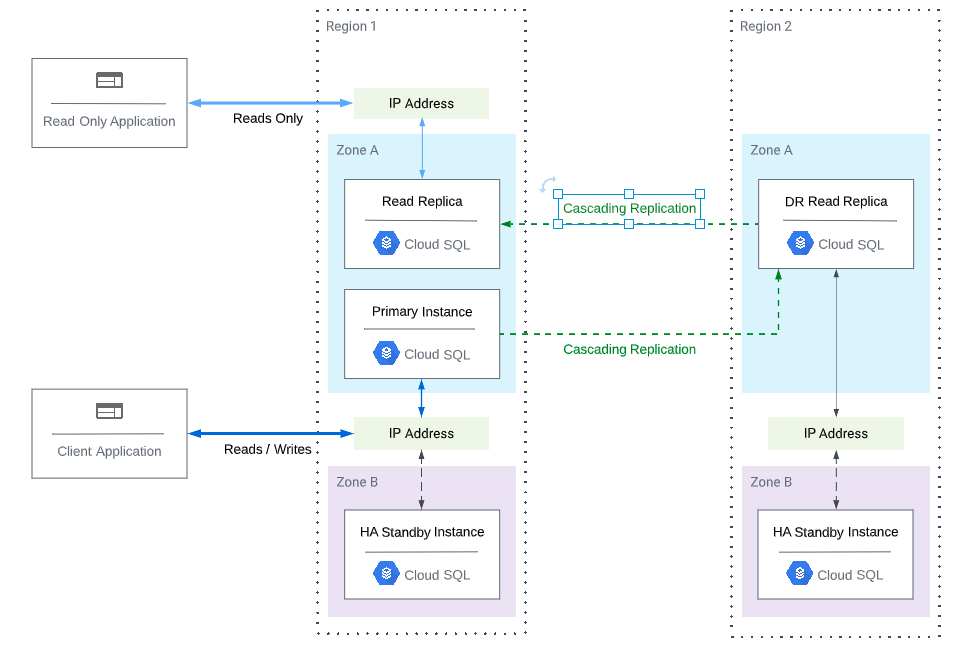 Region 1
Region 2
Read Only Application
Reads Only
IP Address
Zone A
Zone A
Read Replica
Cloud SQL
Cascading Replication
DR Read Replica
Cloud SQL
Primary Instance
Cloud SQL
Cascading Replication
Client Application
Reads / Writes
IP Address
IP Address
Zone B
Zone B
HA Standby Instance
Cloud SQL
HA Standby Instance
Cloud SQL